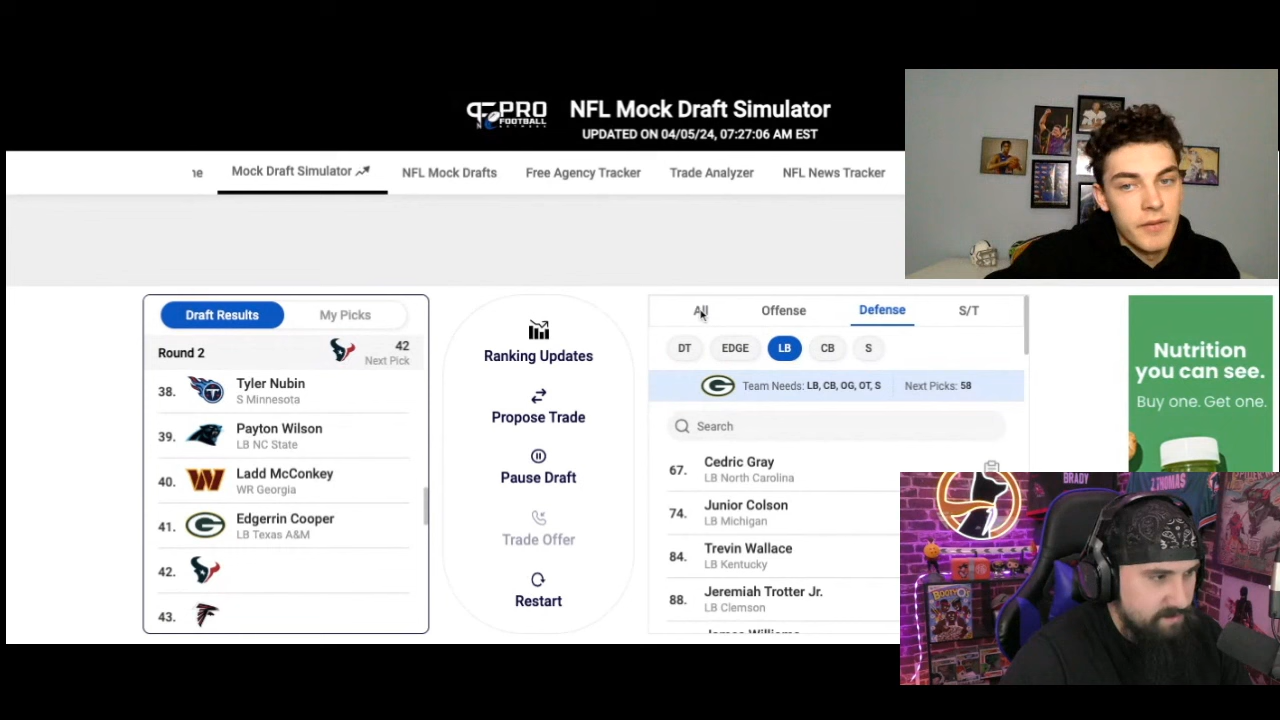 PRO
FOOTBALL
NETWORK
NFL Mock Draft Simulator
UPDATED ON 04/05/24, 07:27:06 AM EST
ne
Mock Draft Simulator
NFL Mock Drafts
Free Agency Tracker
Trade Analyzer
NFL News Tracker
Draft Results
My Picks
Round 2
42
Next Pick
38.
Tyler Nubin
S Minnesota
39.
Payton Wilson
LB NC State
40.
Ladd McConkey
WR Georgia
41.
Edgerrin Cooper
LB Texas A&M
42.
43.
Ranking Updates
Propose Trade
Pause Draft
Trade Offer
Restart
All
Offense
Defense
S/T
DT
EDGE
LB
CB
S
Team Needs: LB, CB, OG, OT, S
Next Picks: 58
Search
67.
Cedric Gray
LB North Carolina
74.
Junior Colson
LB Michigan
84.
Trevin Wallace
LB Kentucky
88.
Jeremiah Trotter Jr.
LB Clemson
James Williams
Nutrition
you can see.
Buy one. Get one.
BRADY
Z THOMAS